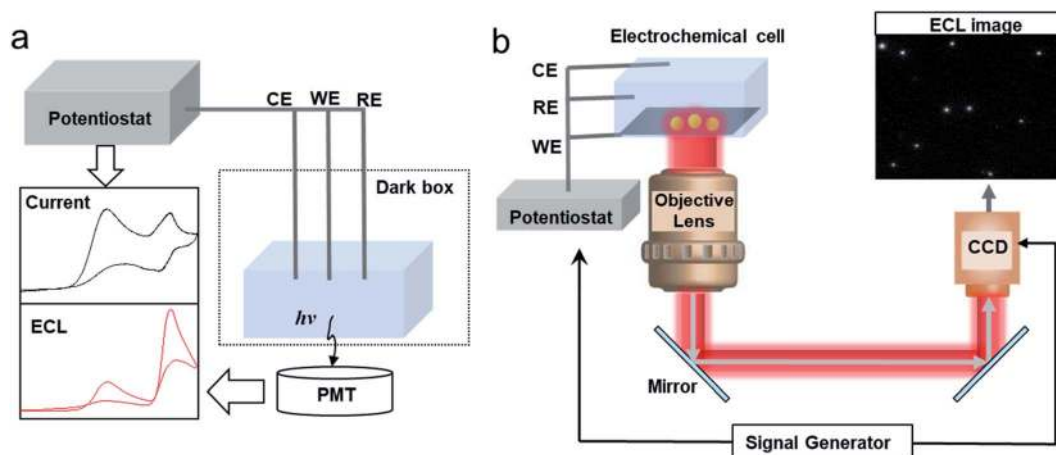 a
Potentiostat
CE
WE
RE
Dark box
Current
ECL
hv
PMT
b
Electrochemical cell
CE
RE
WE
Potentiostat
Objective
Lens
Mirror
Signal Generator
ECL image
CCD